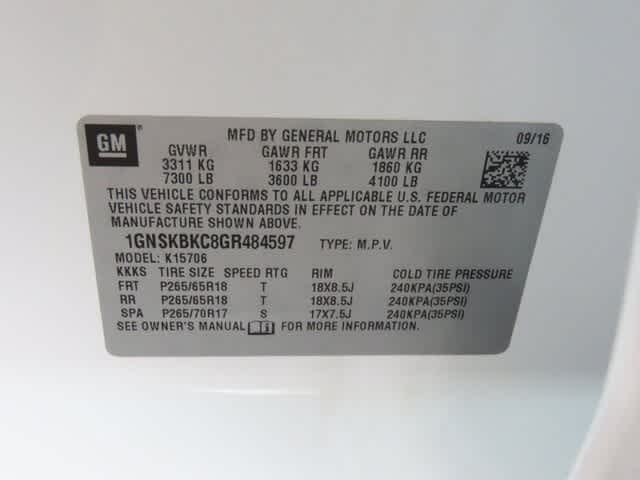 GM ® MFD BY GENERAL MOTORS LLC 09/16
GVWR GAWR FRT GAWR RR
3311 KG 1633 KG 1860 KG
7300 LB 3600 LB 4100 LB
THIS VEHICLE CONFORMS TO ALL APPLICABLE U.S. FEDERAL MOTOR
VEHICLE SAFETY STANDARDS IN EFFECT ON THE DATE OF
MANUFACTURE SHOWN ABOVE.
1GNSKBKC8GR484597 TYPE: M.P.V.
MODEL: K15706
KKKS TIRE SIZE SPEED RTG RIM COLD TIRE PRESSURE
FRT P265/65R18 T 18X8.5J 240KPA(35PSI)
RR P265/65R18 T 18X8.5J 240KPA(35PSI)
SPA P265/70R17 S 17X7.5J 240KPA(35PSI)
SEE OWNER'S MANUAL FOR MORE INFORMATION.